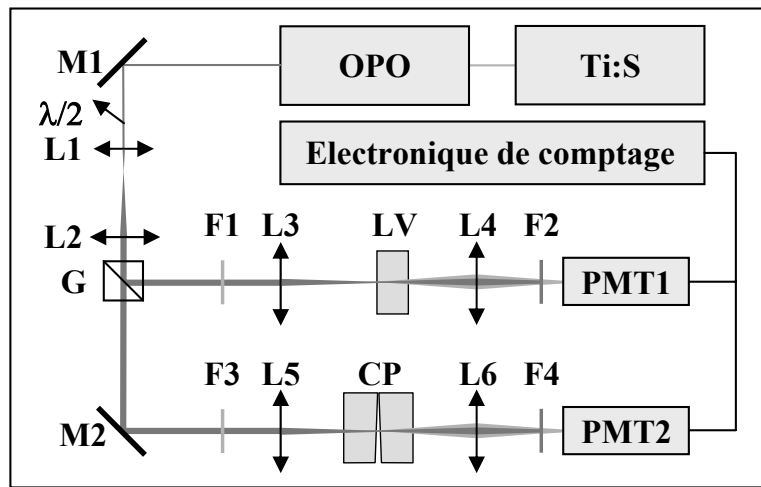 M1
OPO
Ti:S
λ/2
L1
Electronique de comptage
L2
F1
L3
LV
L4
F2
G
PMT1
F3
L5
CP
L6
F4
M2
PMT2